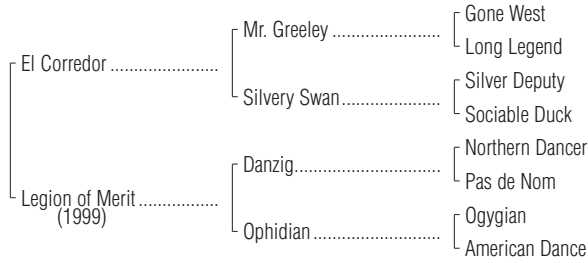 Gone West
Mr. Greeley ....................
Long Legend
El Corredor ....................
Silver Deputy
Silvery Swan ....................
Sociable Duck
Northern Dancer
Danzig ....................
Pas de Nom
Legion of Merit ....................
(1999)
Ogygian
Ophidian ....................
American Dance